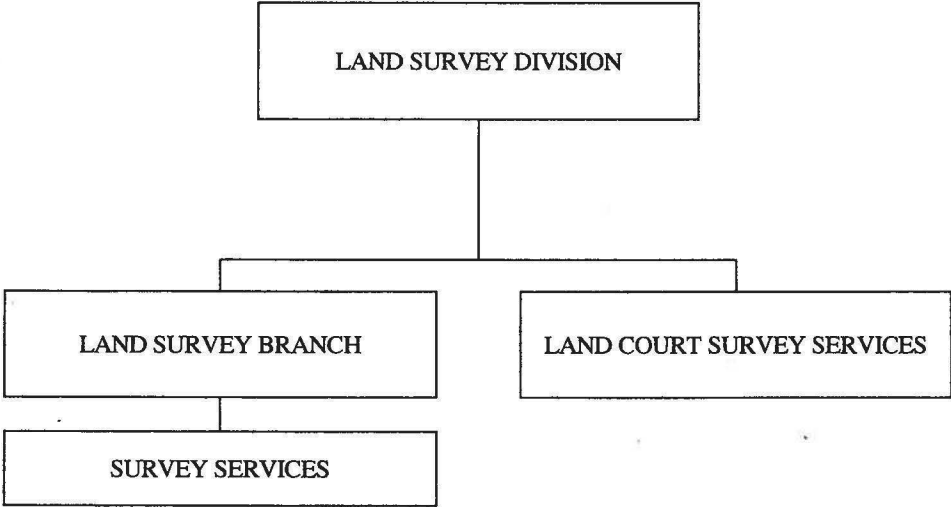 LAND SURVEY DIVISION
LAND SURVEY BRANCH
LAND COURT SURVEY SERVICES
SURVEY SERVICES